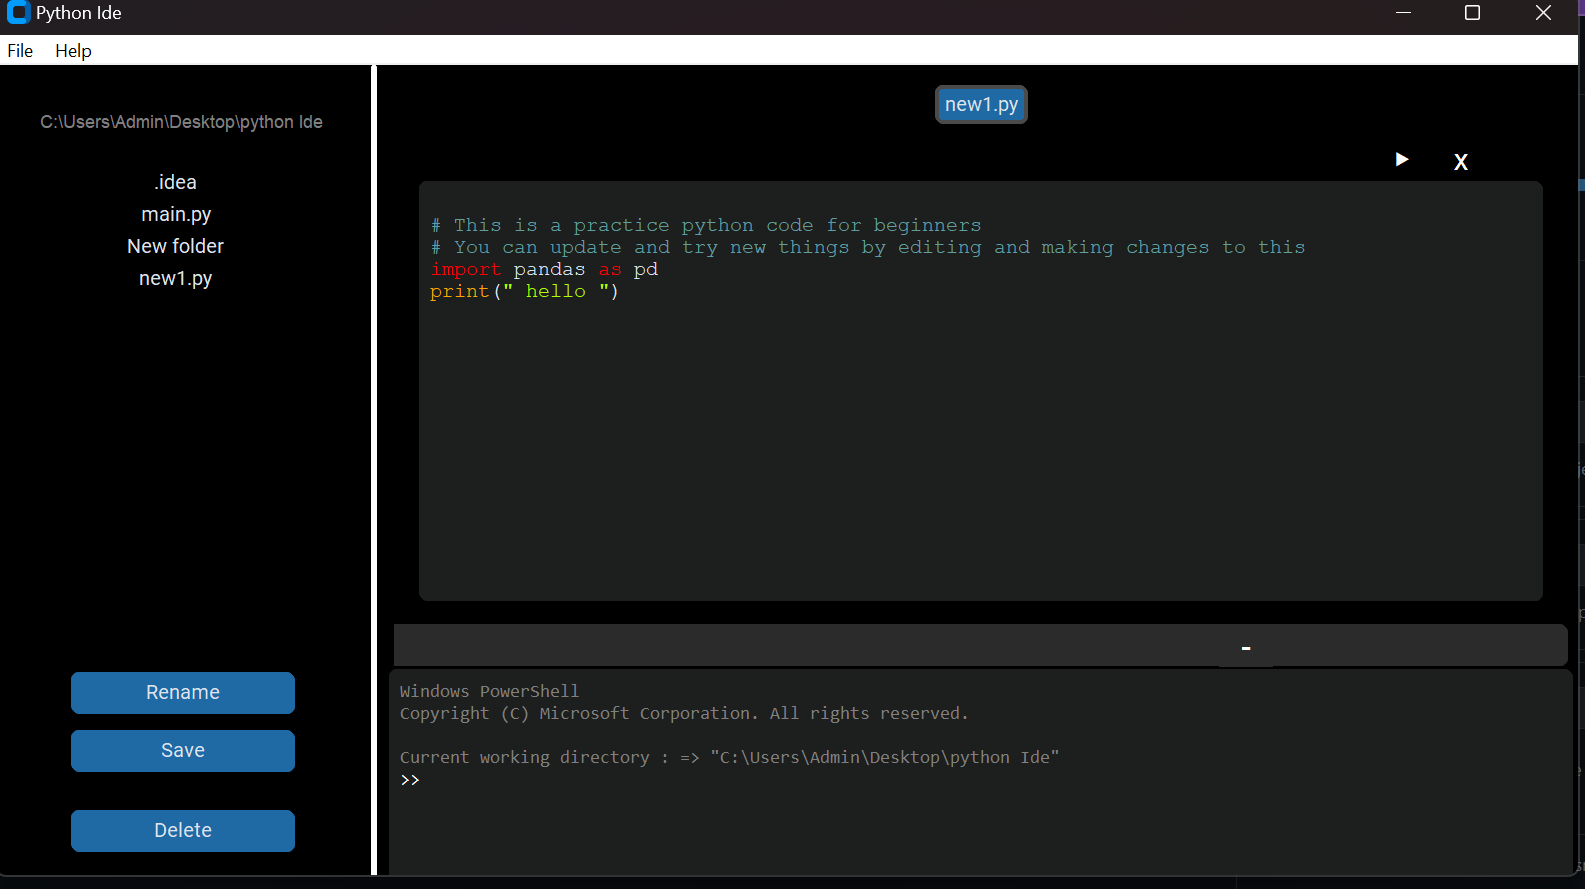 Python Ide
File Help
C:\Users\Admin\Desktop\python Ide
.idea
main.py
New folder
new1.py
Rename
Save
Delete
new1.py
X
# This is a practice python code for beginners
# You can update and try new things by editing and making changes to this
import pandas as pd
print(" hello ")
-
Windows PowerShell
Copyright (C) Microsoft Corporation. All rights reserved.
Current working directory : => "C:\Users\Admin\Desktop\python Ide"
>>